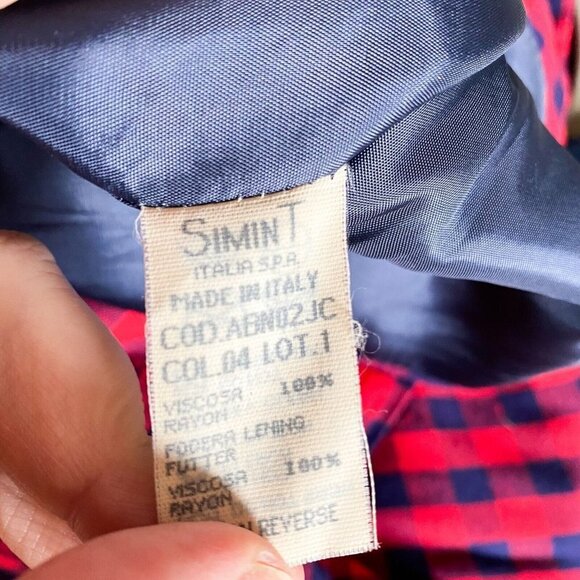 SIMINT
ITALIA S.P.A.
MADE IN ITALY
COD.ABN02JC
COL.04 LOT.1
VISCOSA 100%
RAYON
FODERA LENING
FUTTER
VISCOSA 100%
RAYON
REVERSE